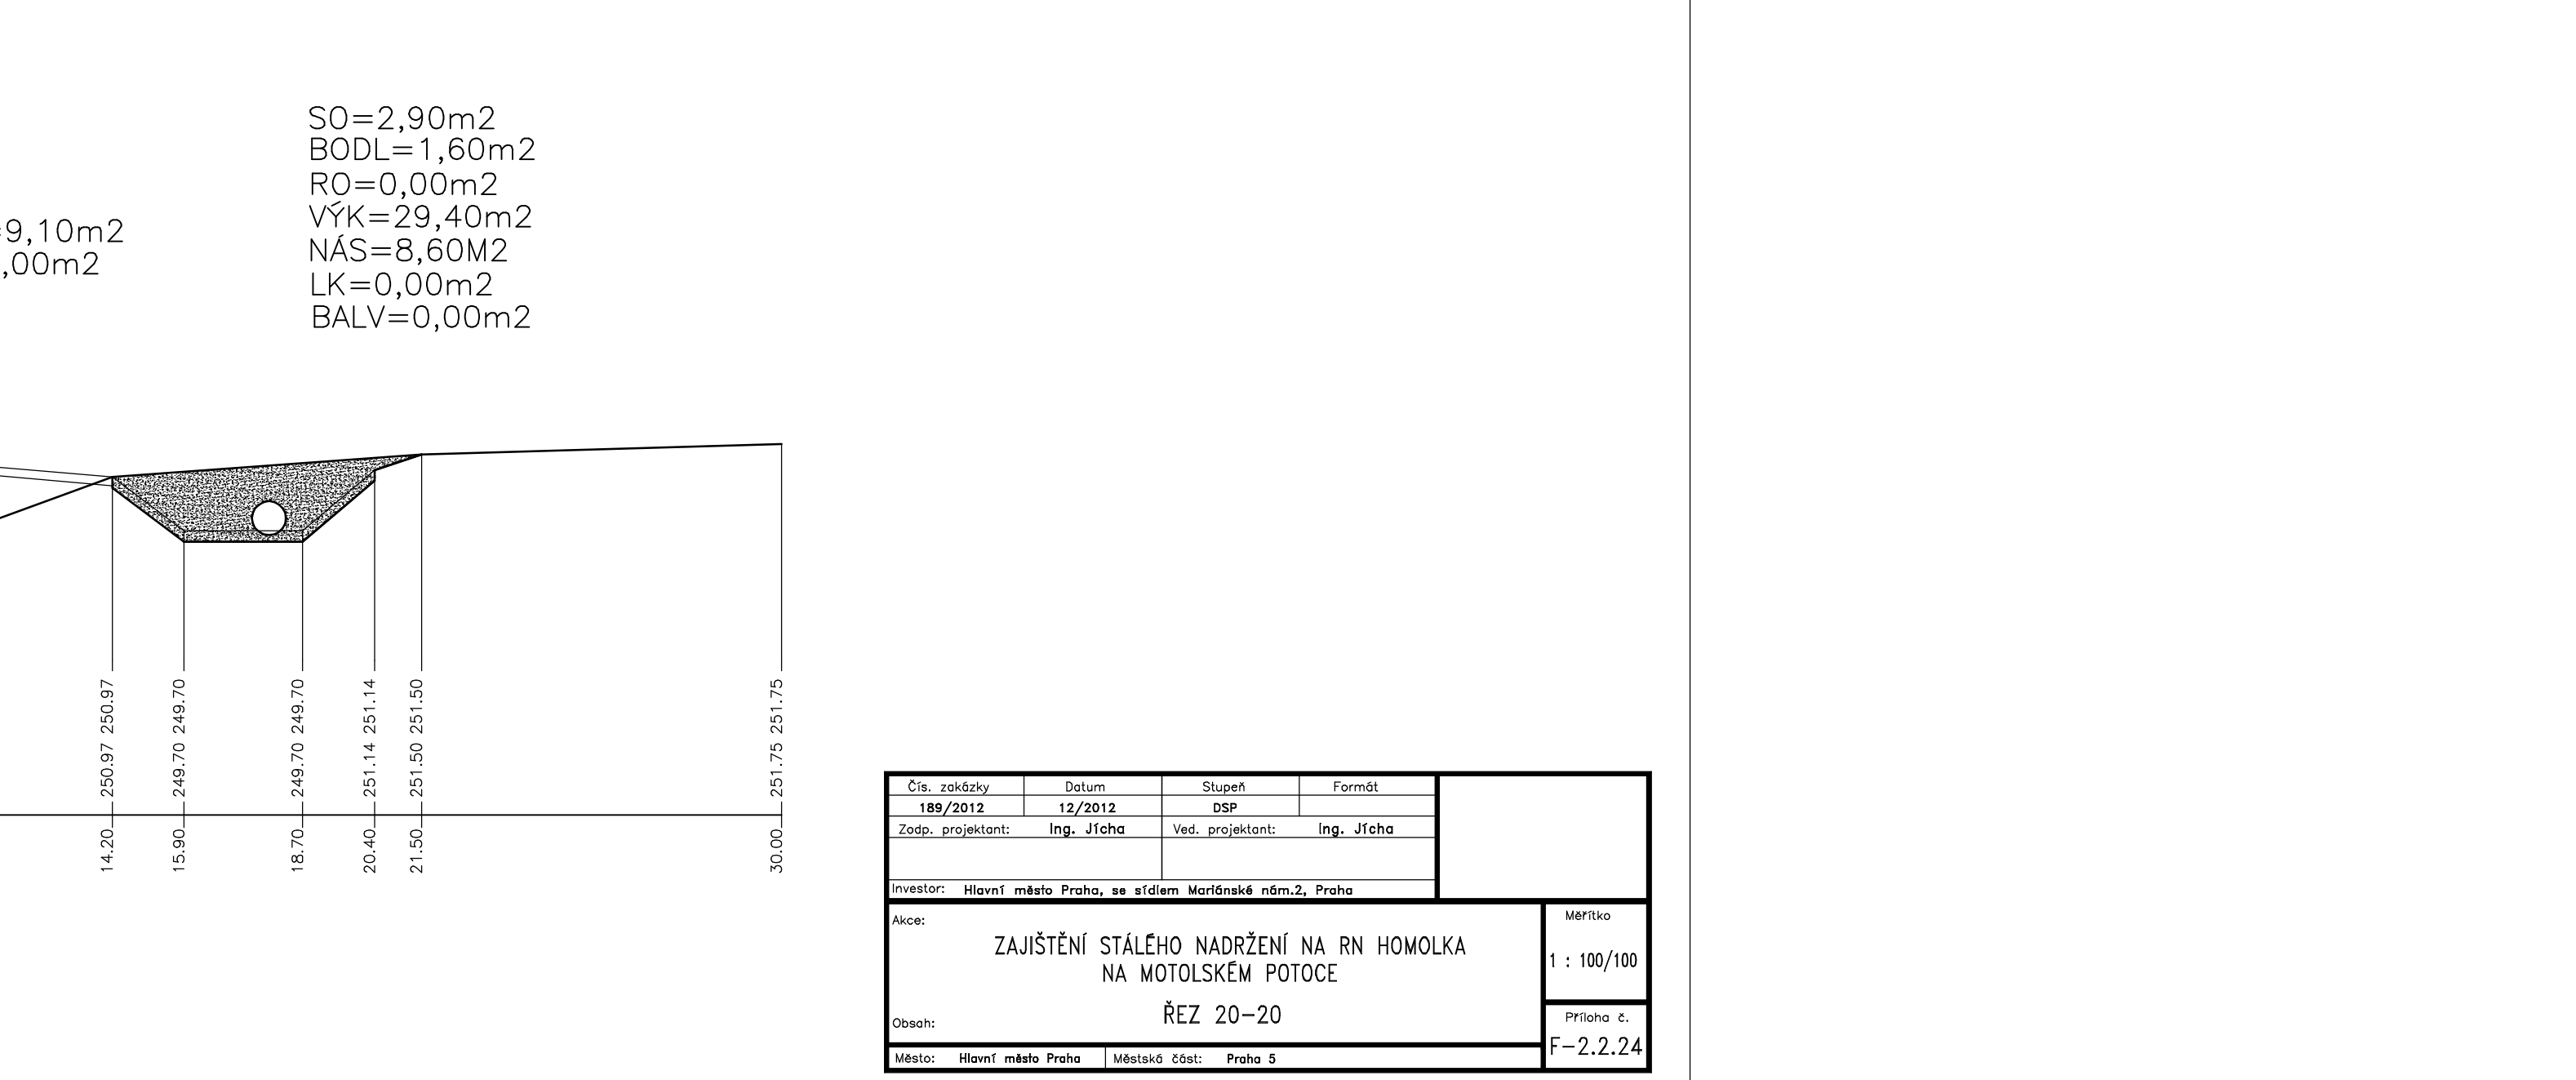 SO=2,90m2
BODL=1,60m2
RO=0,00m2
VÝK=29,40m2
NÁS=8,60M2
LK=0,00m2
BALV=0,00m2
=9,10m2
,00m2
250.97 250.97
249.70 249.70
249.70 249.70
251.14 251.14
251.50 251.50
251.75 251.75
14.20
15.90
18.70
20.40
21.50
30.00
Čís. zakázky Datum Stupeň Formát
189/2012 12/2012 DSP
Zodp. projektant: Ing. Jícha Ved. projektant: Ing. Jícha
Investor: Hlavní město Praha, se sídlem Mariánské nám.2, Praha
Akce:
ZAJIŠTĚNÍ STÁLÉHO NADRŽENÍ NA RN HOMOLKA
NA MOTOLSKÉM POTOCE
Obsah:
ŘEZ 20-20
Město: Hlavní město Praha Městská část: Praha 5
Měřítko
1 : 100/100
Příloha č.
F-2.2.24